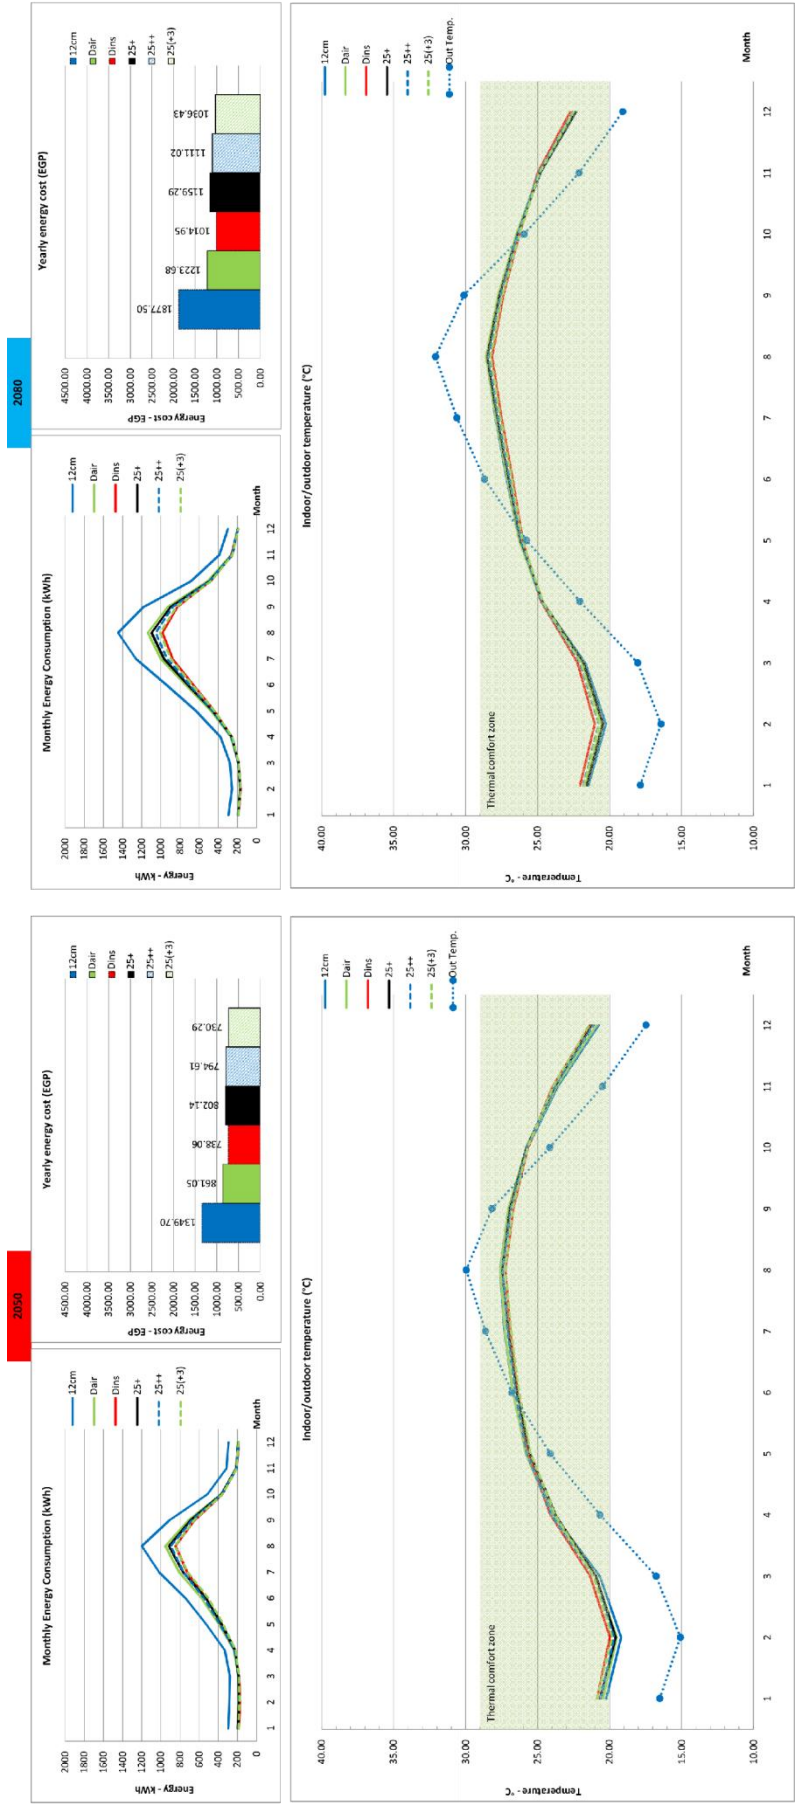 2050
Monthly Energy Consumption (kWh)
Energy - kWh
2000
1800
1600
1400
1200
1000
800
600
400
200
0
1 2 3 4 5 6 7 8 9 10 11 12
Month
12cm
Dair
Dins
25+
25++
25(+3)
Yearly energy cost (EGP)
Energy cost - EGP
4500.00
4000.00
3500.00
3000.00
2500.00
2000.00
1500.00
1000.00
500.00
0.00
1349.70
861.05
738.06
802.14
794.61
730.29
12cm
Dair
Dins
25+
25++
25(+3)
Indoor/outdoor temperature (°C)
Temperature - °C
40.00
35.00
30.00
25.00
20.00
15.00
10.00
Thermal comfort zone
1 2 3 4 5 6 7 8 9 10 11 12
Month
12cm
Dair
Dins
25+
25++
25(+3)
Out Temp.
2080
Monthly Energy Consumption (kWh)
Energy - kWh
2000
1800
1600
1400
1200
1000
800
600
400
200
0
1 2 3 4 5 6 7 8 9 10 11 12
Month
12cm
Dair
Dins
25+
25++
25(+3)
Yearly energy cost (EGP)
Energy cost - EGP
4500.00
4000.00
3500.00
3000.00
2500.00
2000.00
1500.00
1000.00
500.00
0.00
1877.50
1223.68
1014.95
1159.29
1111.02
1036.43
12cm
Dair
Dins
25+
25++
25(+3)
Indoor/outdoor temperature (°C)
Temperature - °C
40.00
35.00
30.00
25.00
20.00
15.00
10.00
Thermal comfort zone
1 2 3 4 5 6 7 8 9 10 11 12
Month
12cm
Dair
Dins
25+
25++
25(+3)
Out Temp.